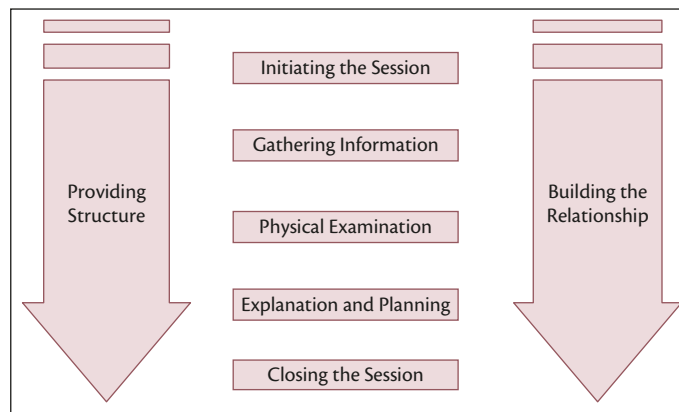 Initiating the Session
Gathering Information
Providing
Structure
Building the
Relationship
Physical Examination
Explanation and Planning
Closing the Session